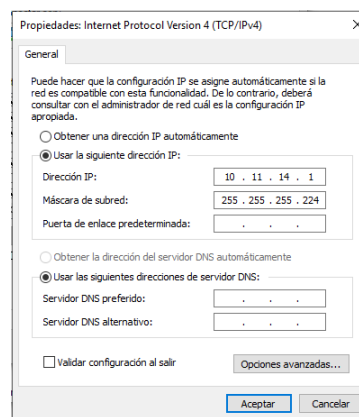 Propiedades: Internet Protocol Version 4 (TCP/IPv4)
General
Puede hacer que la configuración IP se asigne automáticamente si la
red es compatible con esta funcionalidad. De lo contrario, deberá
consultar con el administrador de red cuál es la configuración IP
apropiada.
Obtener una dirección IP automáticamente
Usar la siguiente dirección IP:
Dirección IP: 10 . 11 . 14 . 1
Máscara de subred: 255 . 255 . 255 . 224
Puerta de enlace predeterminada: . . .
Obtener la dirección del servidor DNS automáticamente
Usar las siguientes direcciones de servidor DNS:
Servidor DNS preferido: . . .
Servidor DNS alternativo: . . .
Validar configuración al salir
Opciones avanzadas...
Aceptar Cancelar